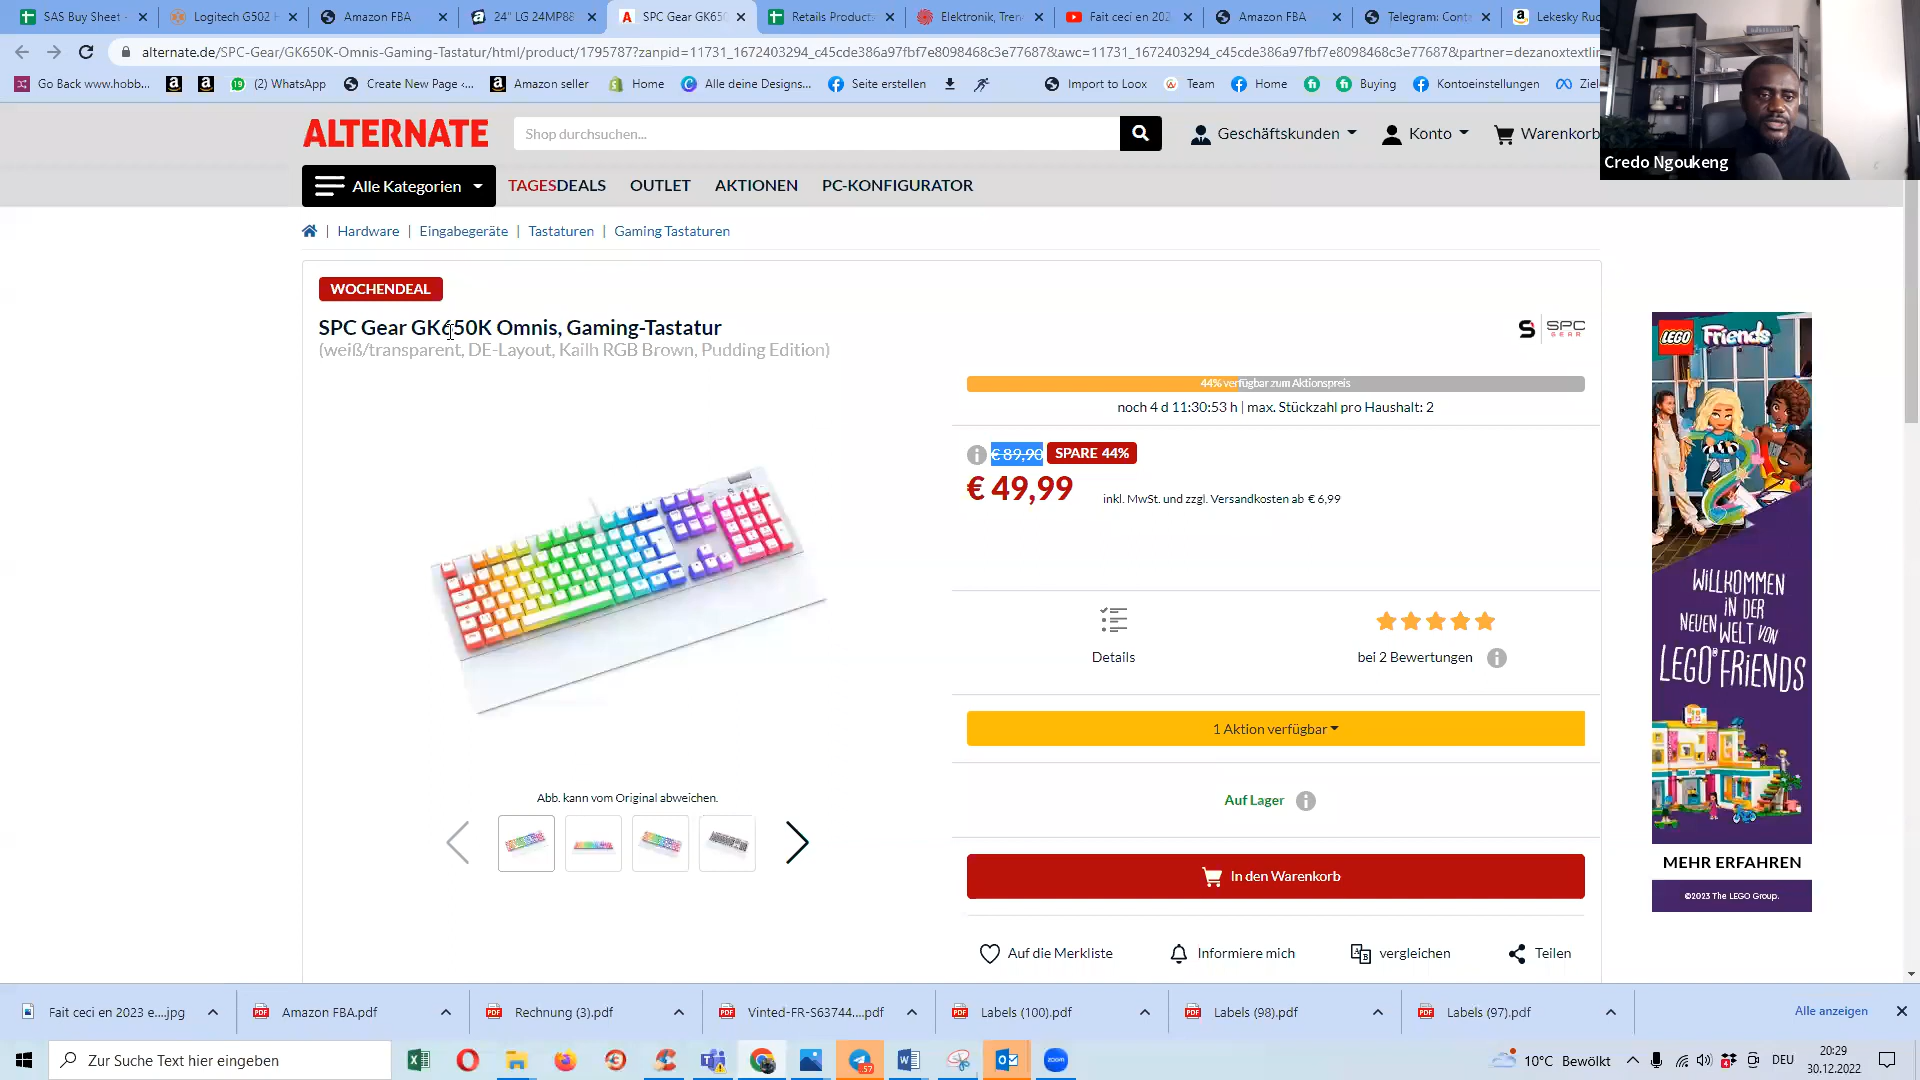 SAS Buy Sheet -
Logitech G502 H
Amazon FBA
24" LG 24MP88
SPC Gear GK650
Retails Products
Elektronik, Tren
Fait ceci en 202
Amazon FBA
Telegram: Conta
Lekesky Ruc
alternate.de/SPC-Gear/GK650K-Omnis-Gaming-Tastatur/html/product/1795787?zanpid=11731_1672403294_c45cde386a97fbf7e8098468c3e77687&awc=11731_1672403294_c45cde386a97fbf7e8098468c3e77687&partner=dezanoxtextlin
Go Back www.hobb...
(2) WhatsApp
Create New Page ‹...
Amazon seller
Home
Alle deine Designs...
Seite erstellen
Import to Loox
Team
Home
Buying
Kontoeinstellungen
Ziel
Credo Ngoukeng
ALTERNATE
Shop durchsuchen...
Geschäftskunden
Konto
Warenkorb
Alle Kategorien
TAGESDEALS
OUTLET
AKTIONEN
PC-KONFIGURATOR
| Hardware | Eingabegeräte | Tastaturen | Gaming Tastaturen
WOCHENDEAL
SPC Gear GK650K Omnis, Gaming-Tastatur
(weiß/transparent, DE-Layout, Kailh RGB Brown, Pudding Edition)
SPC
GEAR
44% verfügbar zum Aktionspreis
noch 4 d 11:30:53 h | max. Stückzahl pro Haushalt: 2
€ 89,90
SPARE 44%
€ 49,99
inkl. MwSt. und zzgl. Versandkosten ab € 6,99
Details
bei 2 Bewertungen
1 Aktion verfügbar
Auf Lager
In den Warenkorb
Auf die Merkliste
Informiere mich
vergleichen
Teilen
Abb. kann vom Original abweichen.
LEGO Friends
WILLKOMMEN
IN DER
NEUEN WELT VON
LEGO® FRIENDS
MEHR ERFAHREN
©2023 The LEGO Group.
Fait ceci en 2023 e....jpg
Amazon FBA.pdf
Rechnung (3).pdf
Vinted-FR-S63744....pdf
Labels (100).pdf
Labels (98).pdf
Labels (97).pdf
Alle anzeigen
Zur Suche Text hier eingeben
zoom
10°C Bewölkt
DEU
20:29
30.12.2022